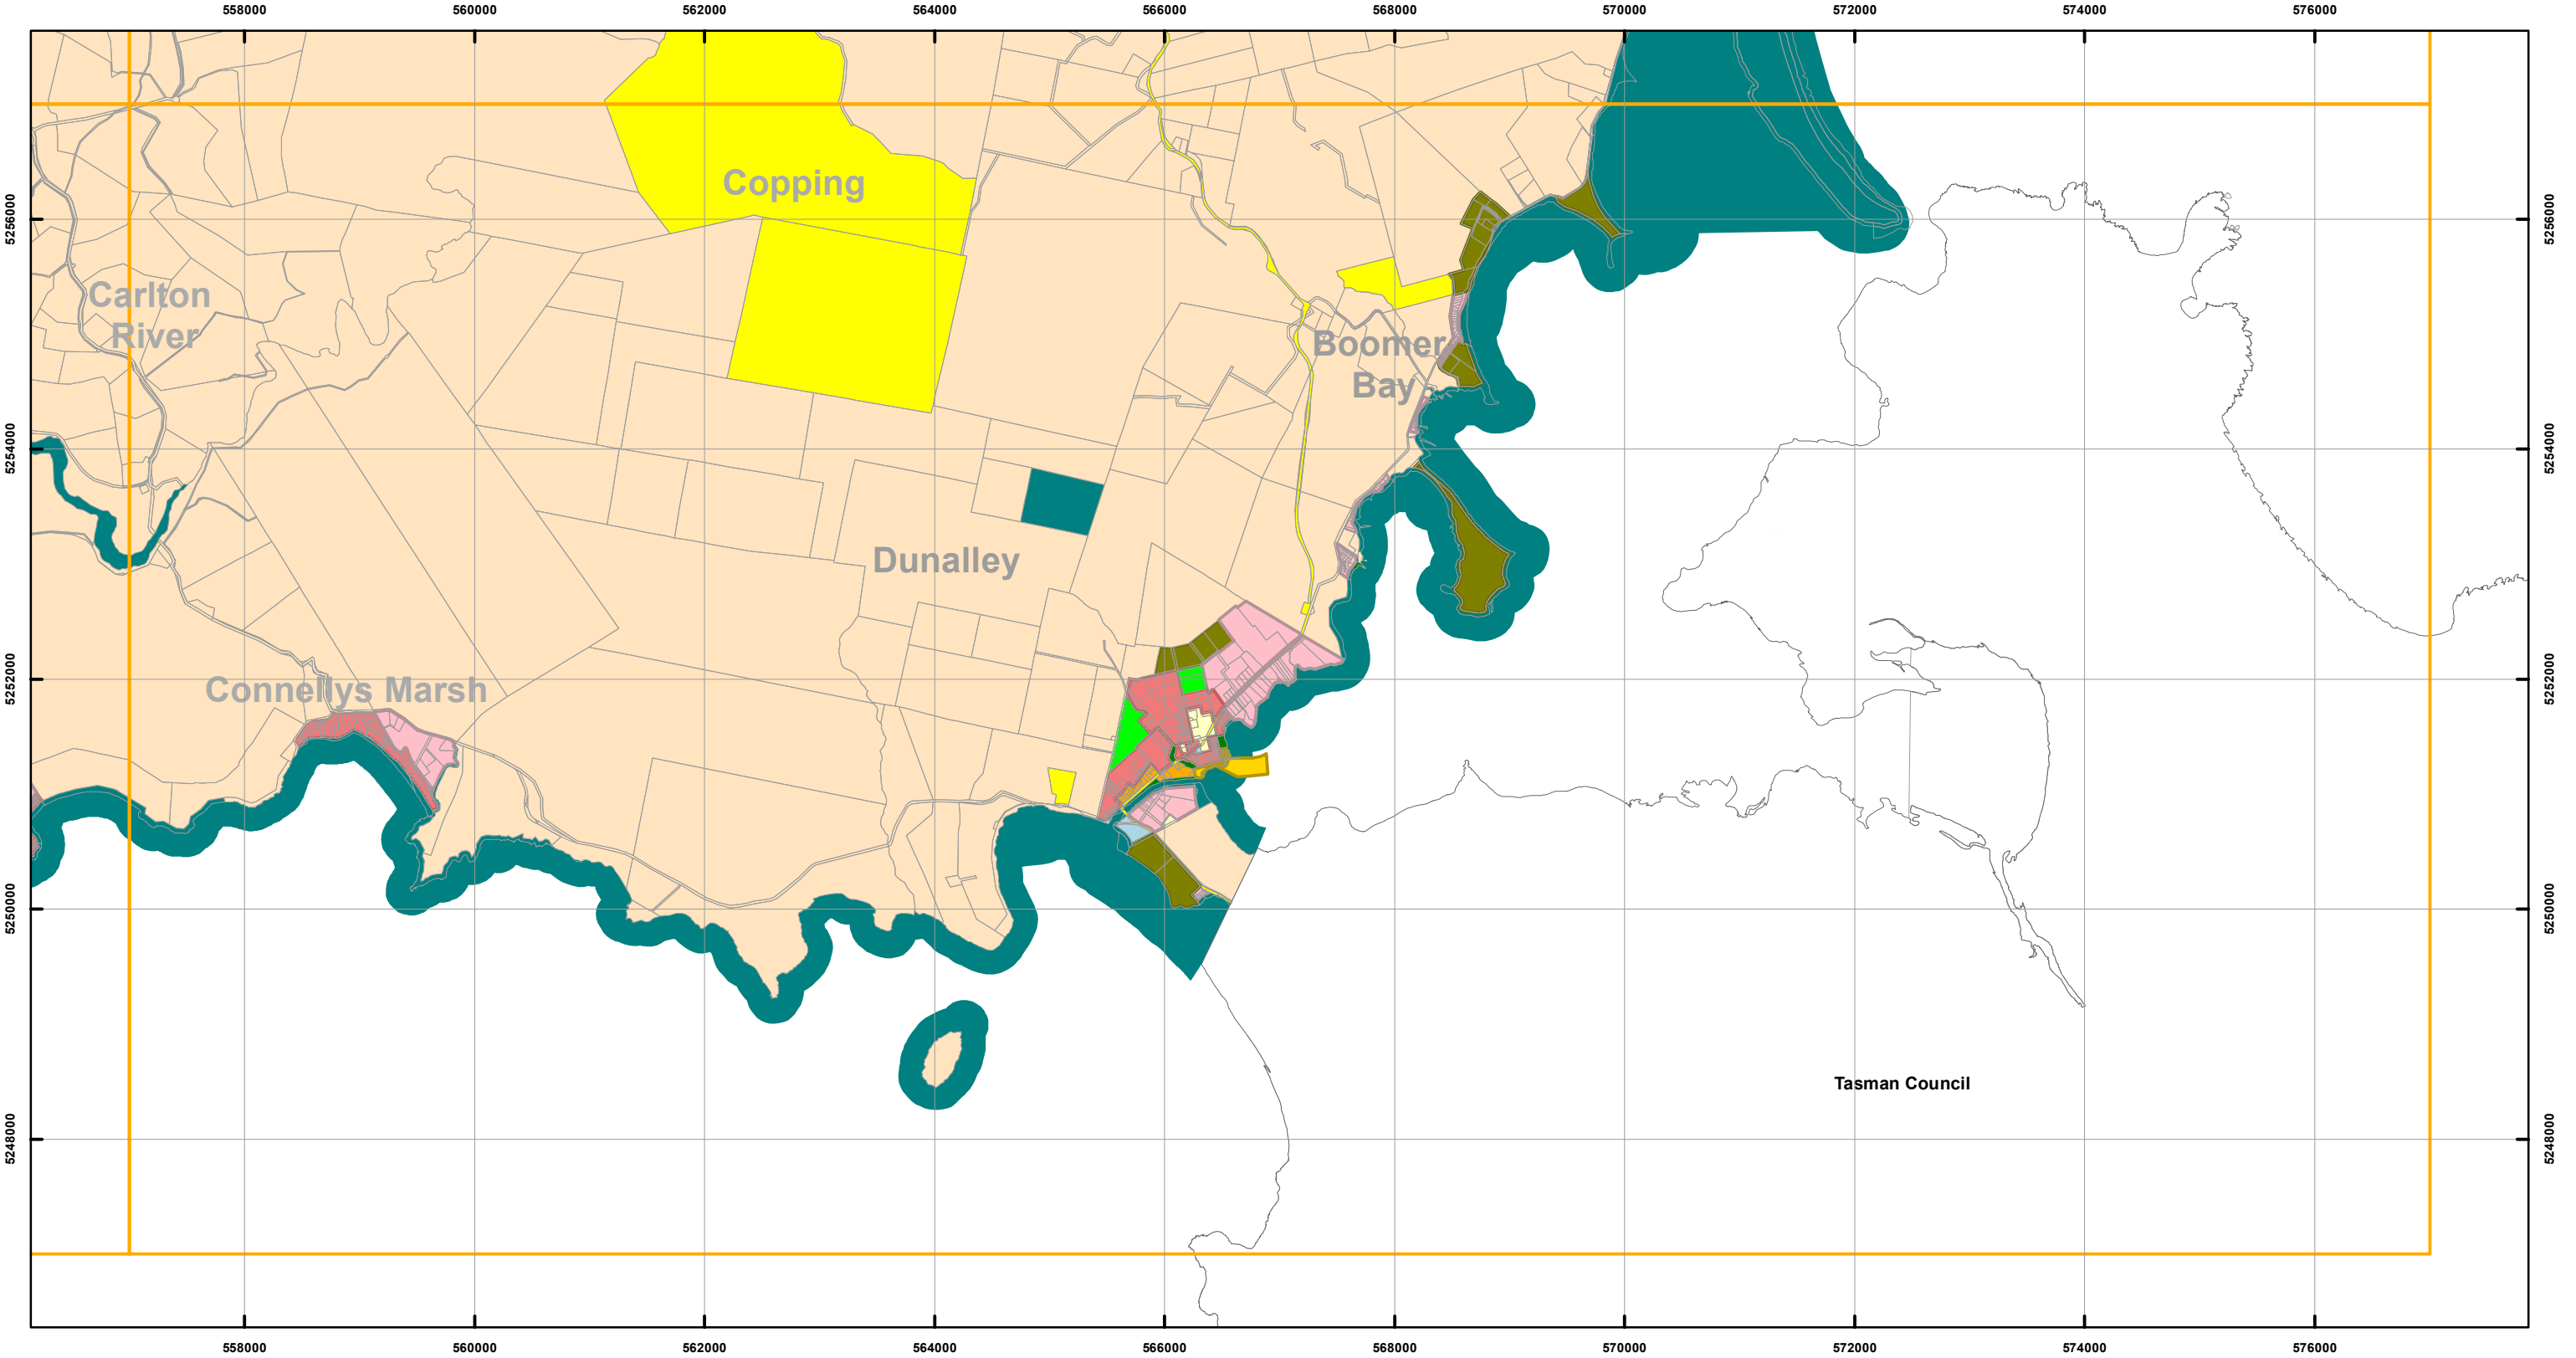 558000 560000 562000 564000 566000 568000 570000 572000 574000 576000
5256000 5256000
Copping
Carlton
River
Boomer
Bay
5254000 5254000
Dunalley
5252000 5252000
Connellys Marsh
5250000 5250000
Tasman Council
5248000 5248000
558000 560000 562000 564000 566000 568000 570000 572000 574000 576000